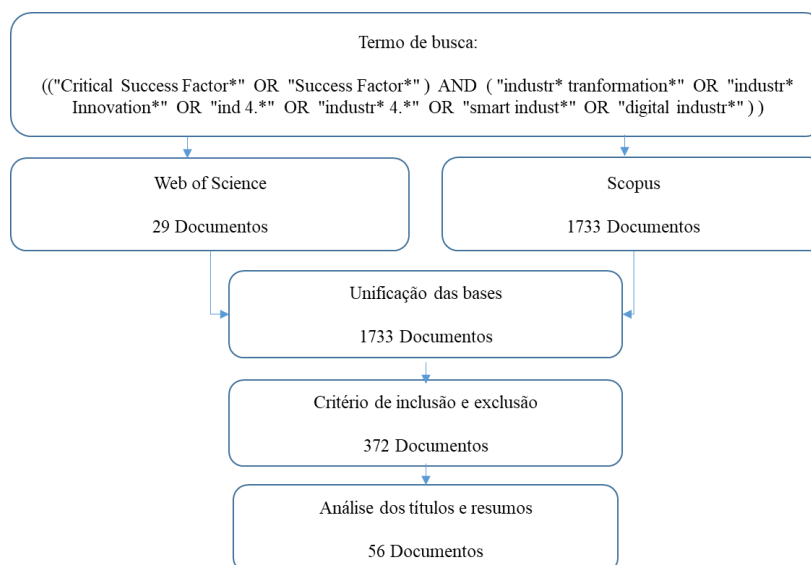 Termo de busca:
(("Critical Success Factor*" OR "Success Factor*" ) AND ( "industr* tranformation*" OR "industr*
Innovation*" OR "ind 4.*" OR "industr* 4.*" OR "smart indust*" OR "digital industr*" ) )
Web of Science
29 Documentos
Scopus
1733 Documentos
Unificação das bases
1733 Documentos
Critério de inclusão e exclusão
372 Documentos
Análise dos títulos e resumos
56 Documentos